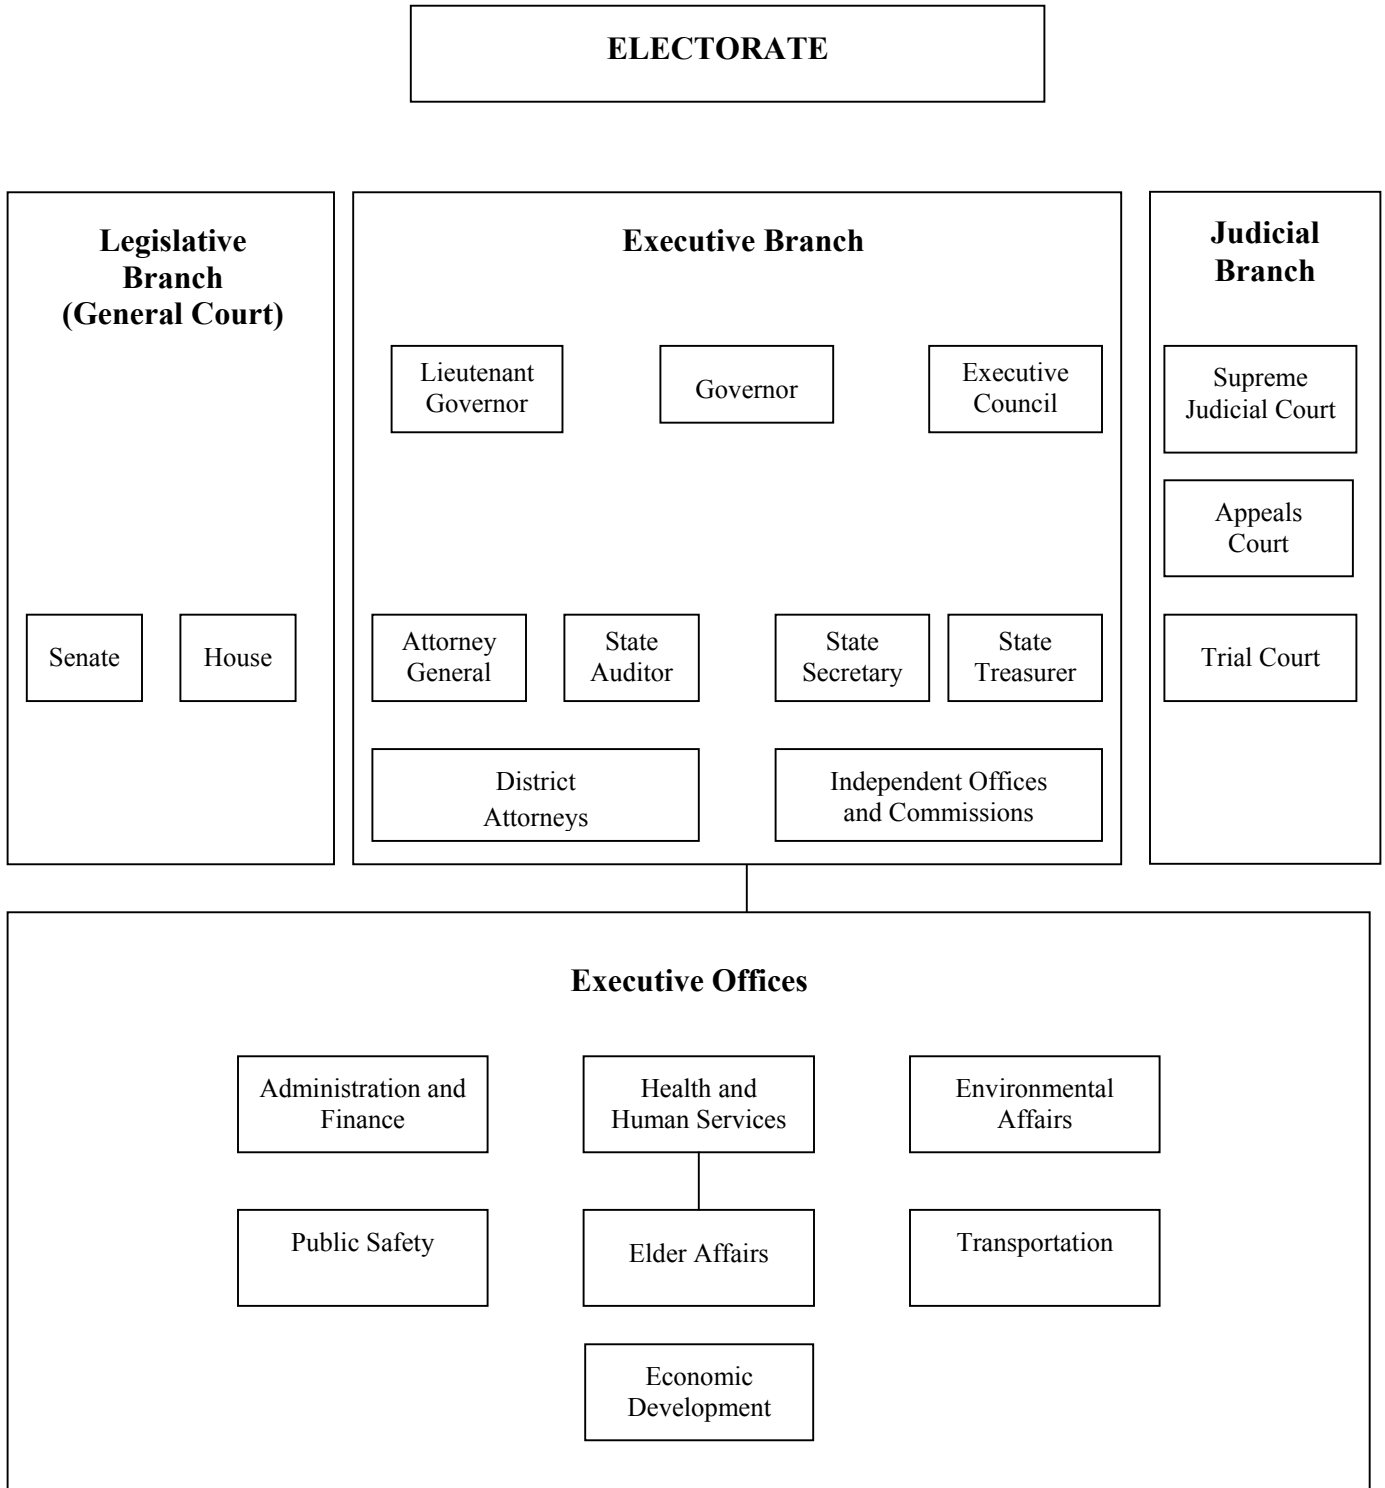 ELECTORATE
Legislative
Branch
(General Court)
Senate
House
Executive Branch
Lieutenant
Governor
Governor
Executive
Council
Attorney
General
State
Auditor
State
Secretary
State
Treasurer
District
Attorneys
Independent Offices
and Commissions
Judicial
Branch
Supreme
Judicial Court
Appeals
Court
Trial Court
Executive Offices
Administration and
Finance
Health and
Human Services
Environmental
Affairs
Public Safety
Elder Affairs
Transportation
Economic
Development